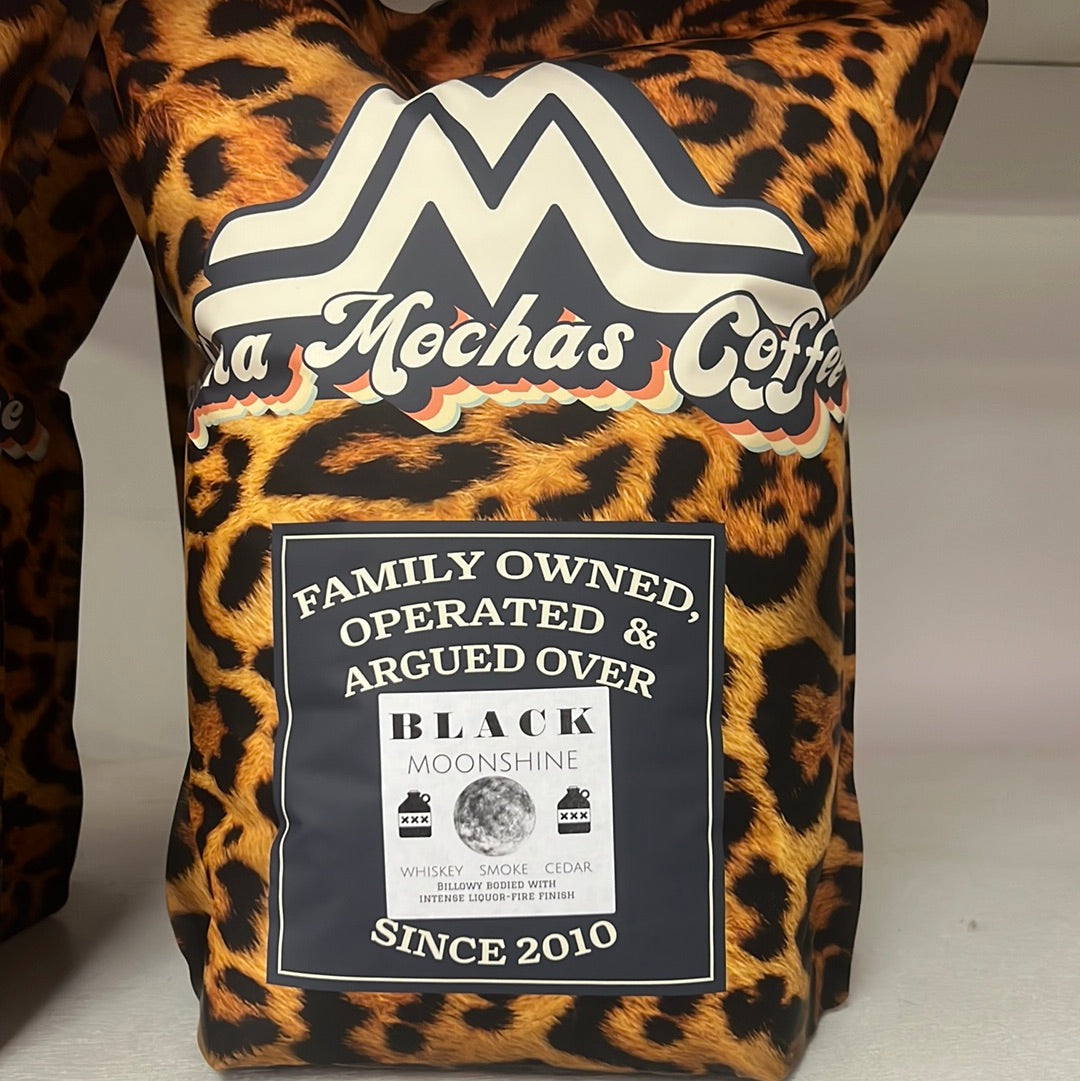 Mochas Coffee
FAMILY OWNED,
OPERATED &
ARGUED OVER
BLACK
MOONSHINE
XXX XXX
WHISKEY SMOKE CEDAR
BILLOWY BODIED WITH
INTENSE LIQUOR-FIRE FINISH
SINCE 2010